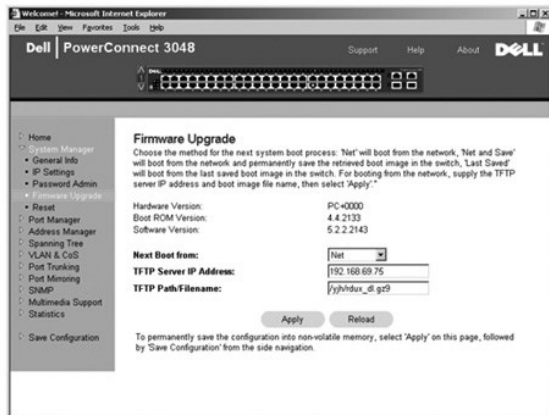 Welcome! - Microsoft Internet Explorer
File Edit View Favorites Tools Help
Dell | PowerConnect 3048
Support Help About DELL
Home
System Manager
General Info
IP Settings
Password Admin
Firmware Upgrade
Reset
Port Manager
Address Manager
Spanning Tree
VLAN & CoS
Port Trunking
Port Mirroring
SNMP
Multimedia Support
Statistics
Save Configuration
Firmware Upgrade
Choose the method for the next system boot process: 'Net' will boot from the network, 'Net and Save'
will boot from the network and permanently save the retrieved boot image in the switch, 'Last Saved'
will boot from the last saved boot image in the switch. For booting from the network, supply the TFTP
server IP address and boot image file name, then select 'Apply'."
Hardware Version: PC+0000
Boot ROM Version: 4.4.2133
Software Version: 5.2.2.2143
Next Boot from: Net
TFTP Server IP Address: 192.168.69.75
TFTP Path/Filename: /yjh/rdux_dl.gz9
Apply Reload
To permanently save the configuration into non-volatile memory, select 'Apply' on this page, followed
by 'Save Configuration' from the side navigation.